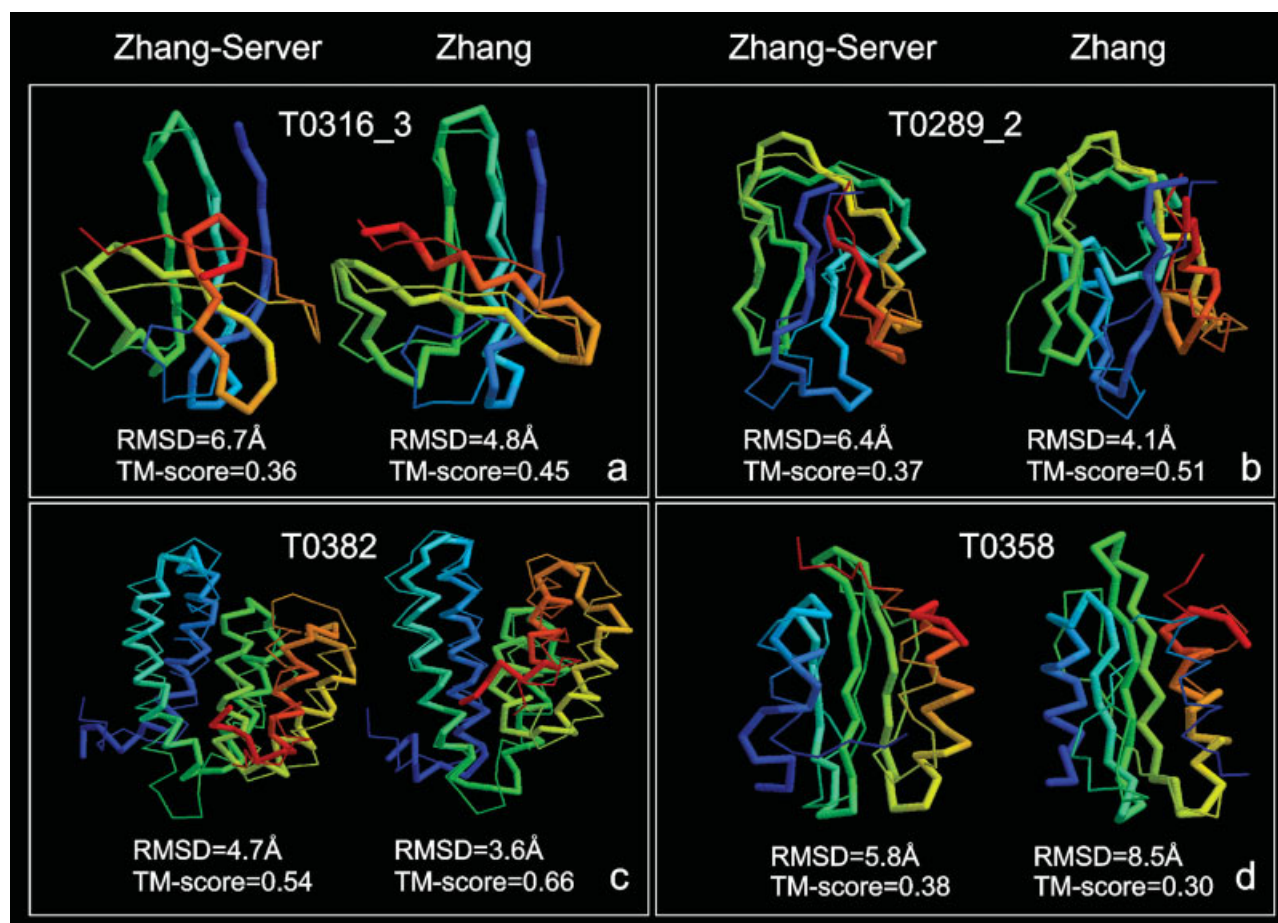 Zhang-Server Zhang Zhang-Server Zhang
T0316_3
RMSD=6.7Å RMSD=4.8Å
TM-score=0.36 TM-score=0.45 a
T0289_2
RMSD=6.4Å RMSD=4.1Å
TM-score=0.37 TM-score=0.51 b
T0382
RMSD=4.7Å RMSD=3.6Å
TM-score=0.54 TM-score=0.66 c
T0358
RMSD=5.8Å RMSD=8.5Å
TM-score=0.38 TM-score=0.30 d